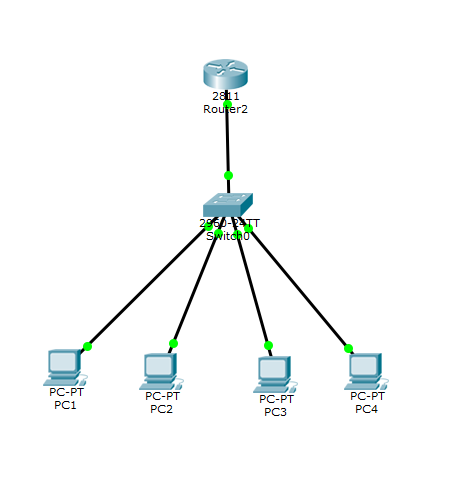 2811
Router2
2960-24TT
Switch0
PC-PT
PC1
PC-PT
PC2
PC-PT
PC3
PC-PT
PC4